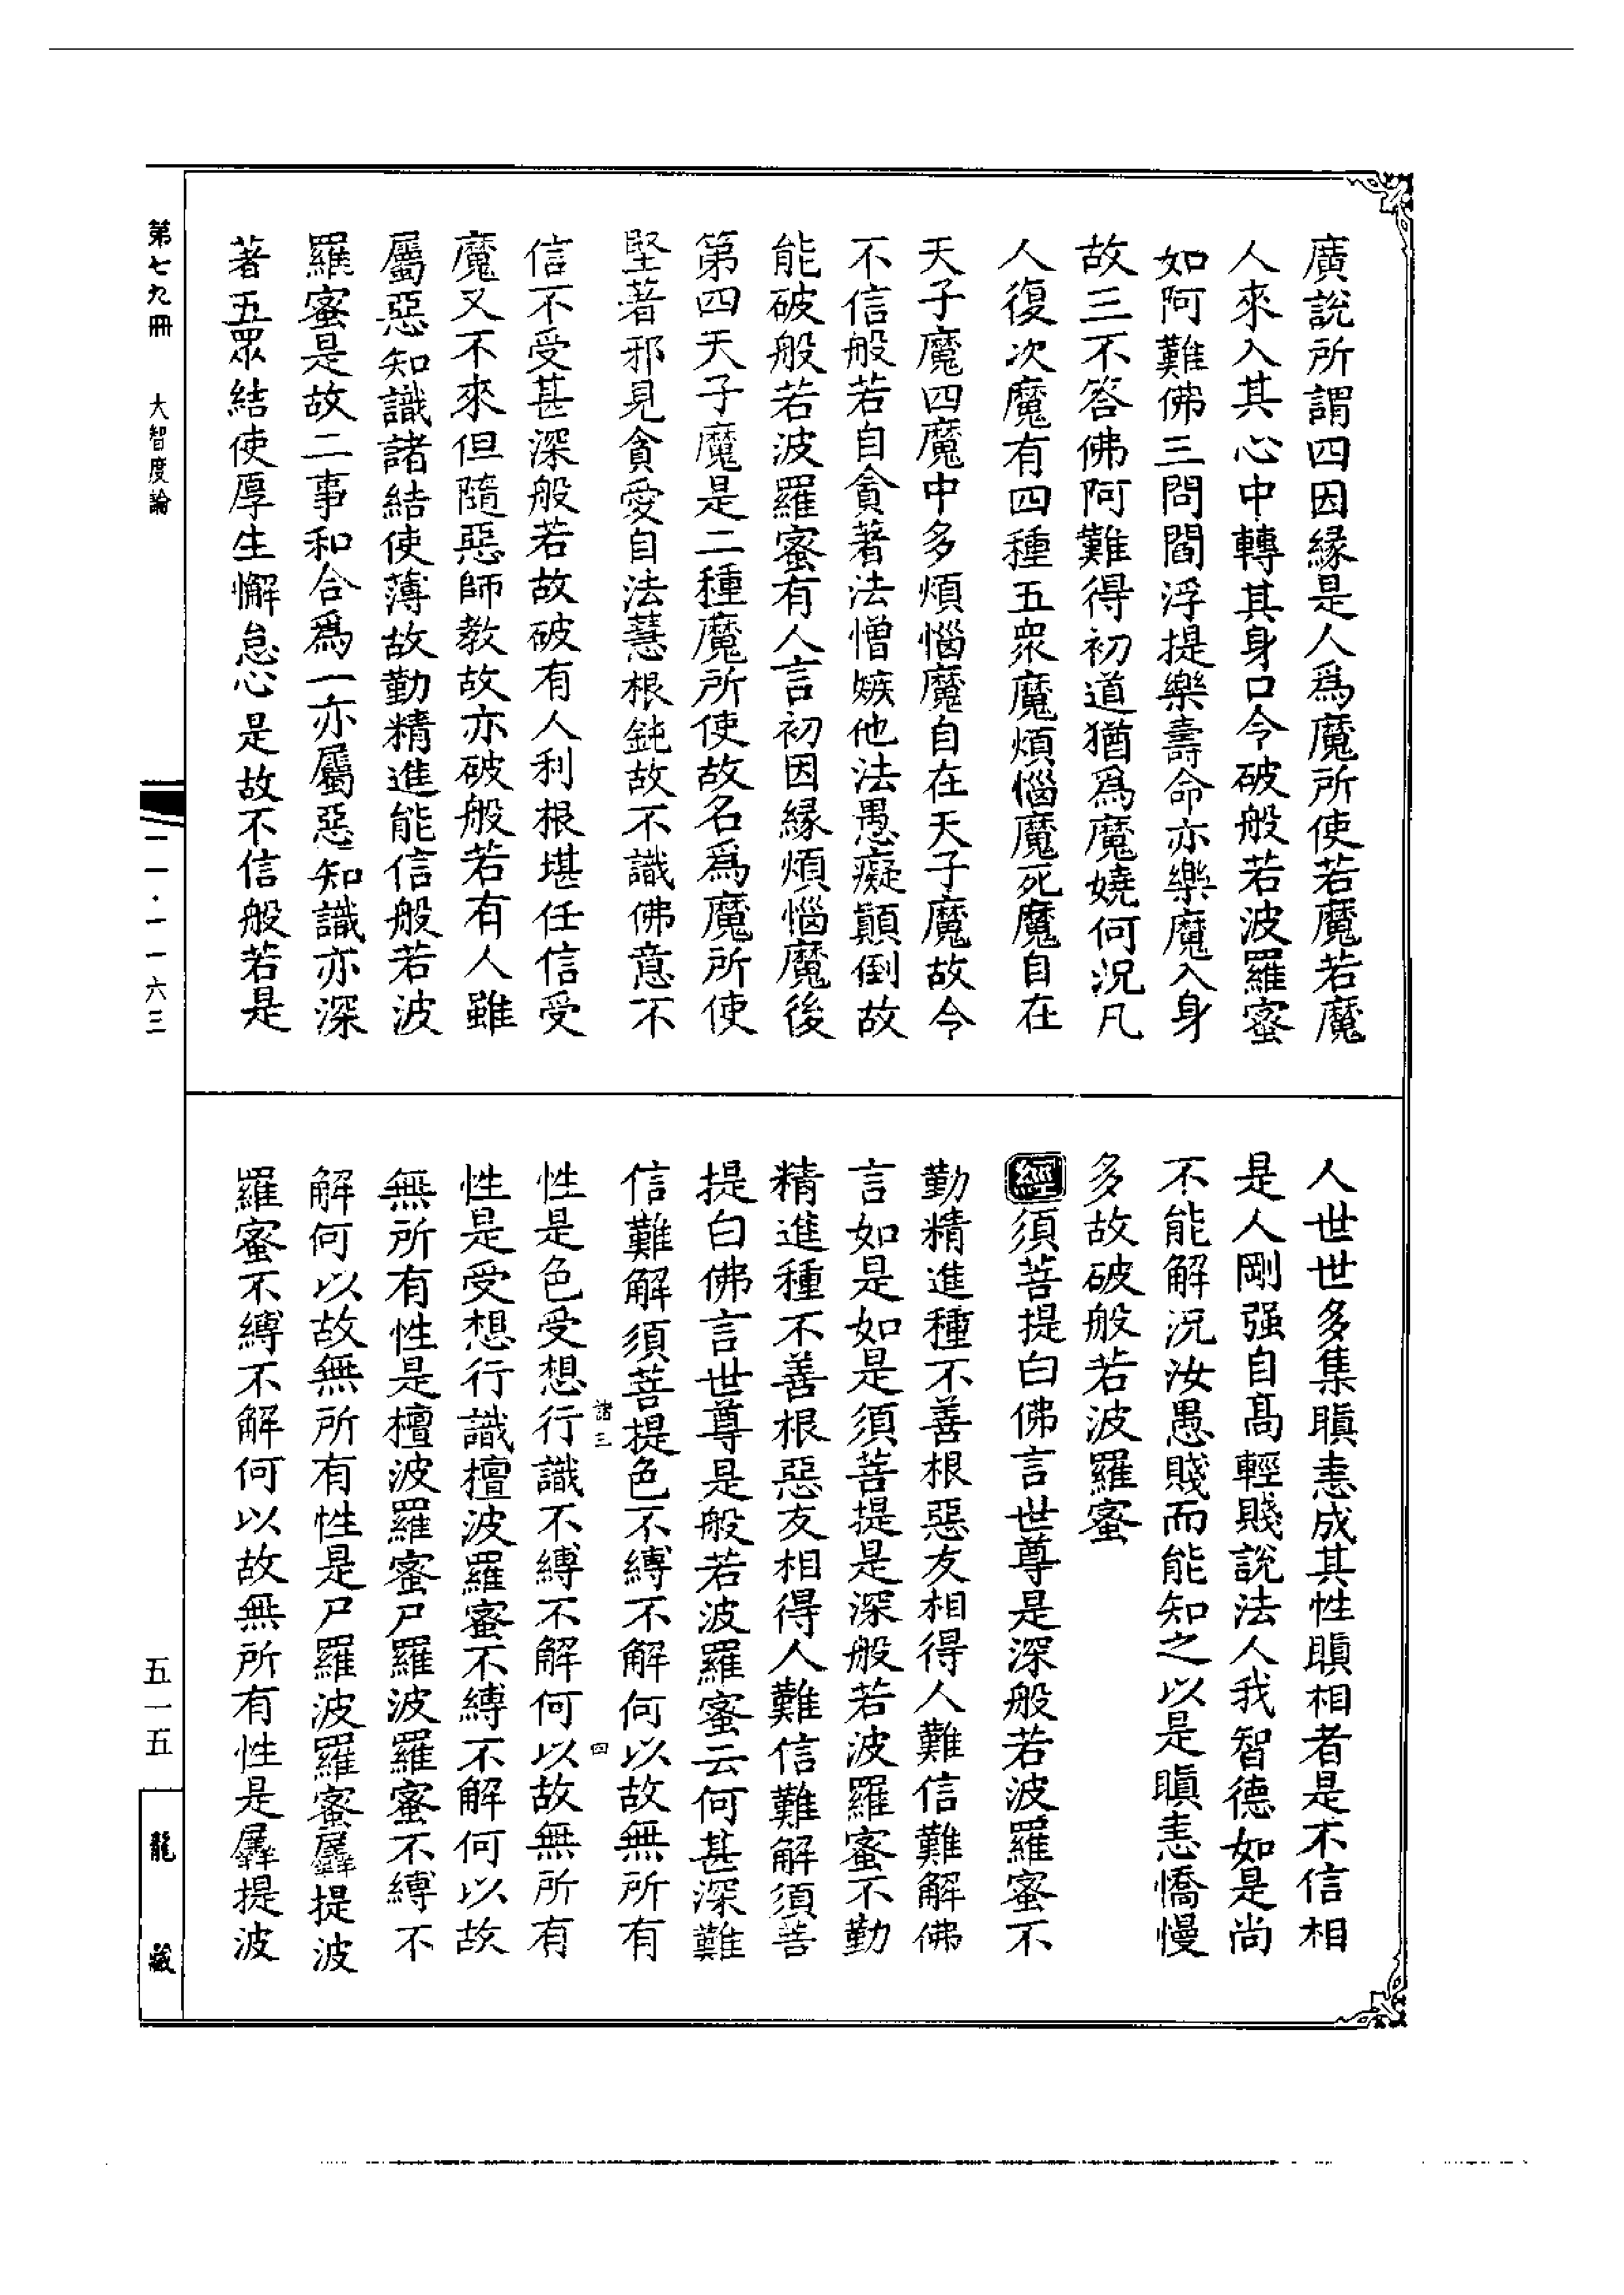 廣說所謂四因緣是人為魔所使若魔若魔
人來入其心中轉其身口令破般若波羅蜜
如阿難佛三問閻浮提樂壽命亦樂魔入身
故三不答佛阿難得初道猶為魔嬈何況凡
人復次魔有四種五眾魔煩惱魔死魔自在
天子魔四魔中多煩惱魔自在天子魔故令
不信般若自貪著法憎嫉他法愚癡顛倒故
能破般若波羅蜜有人言初因緣煩惱魔後
第四天子魔是二種魔所使故名為魔所使
堅著邪見貪愛自法慧根鈍故不識佛意不
信不受甚深般若故破有人利根堪任信受
魔又不來但隨惡師教故亦破般若有人雖
屬惡知識諸結使薄故勤精進能信般若波
羅蜜是故二事和合為一亦屬惡知識亦深
著五眾結使厚生懈怠心是故不信般若是
人世世多集瞋恚成其性瞋相者是不信相
是人剛强自高輕賤說法人我智德如是尚
不能解況汝愚賤而能知之以是瞋恚憍慢
多故破般若波羅蜜
經須菩提白佛言世尊是深般若波羅蜜不
勤精進種不善根惡友相得人難信難解佛
言如是如是須菩提是深般若波羅蜜不勤
精進種不善根惡友相得人難信難解須菩
提白佛言世尊是般若波羅蜜云何甚深難
信難解須菩提色不縛不解何以故無所有
諸三 四
性是色受想行識不縛不解何以故無所有
性是受想行識檀波羅蜜不縛不解何以故
無所有性是檀波羅蜜尸羅波羅蜜不縛不
解何以故無所有性是尸羅波羅蜜羼提波
羅蜜不縛不解何以故無所有性是羼提波
第七九冊 大智度論
二一·一一六三
五一五
龍藏